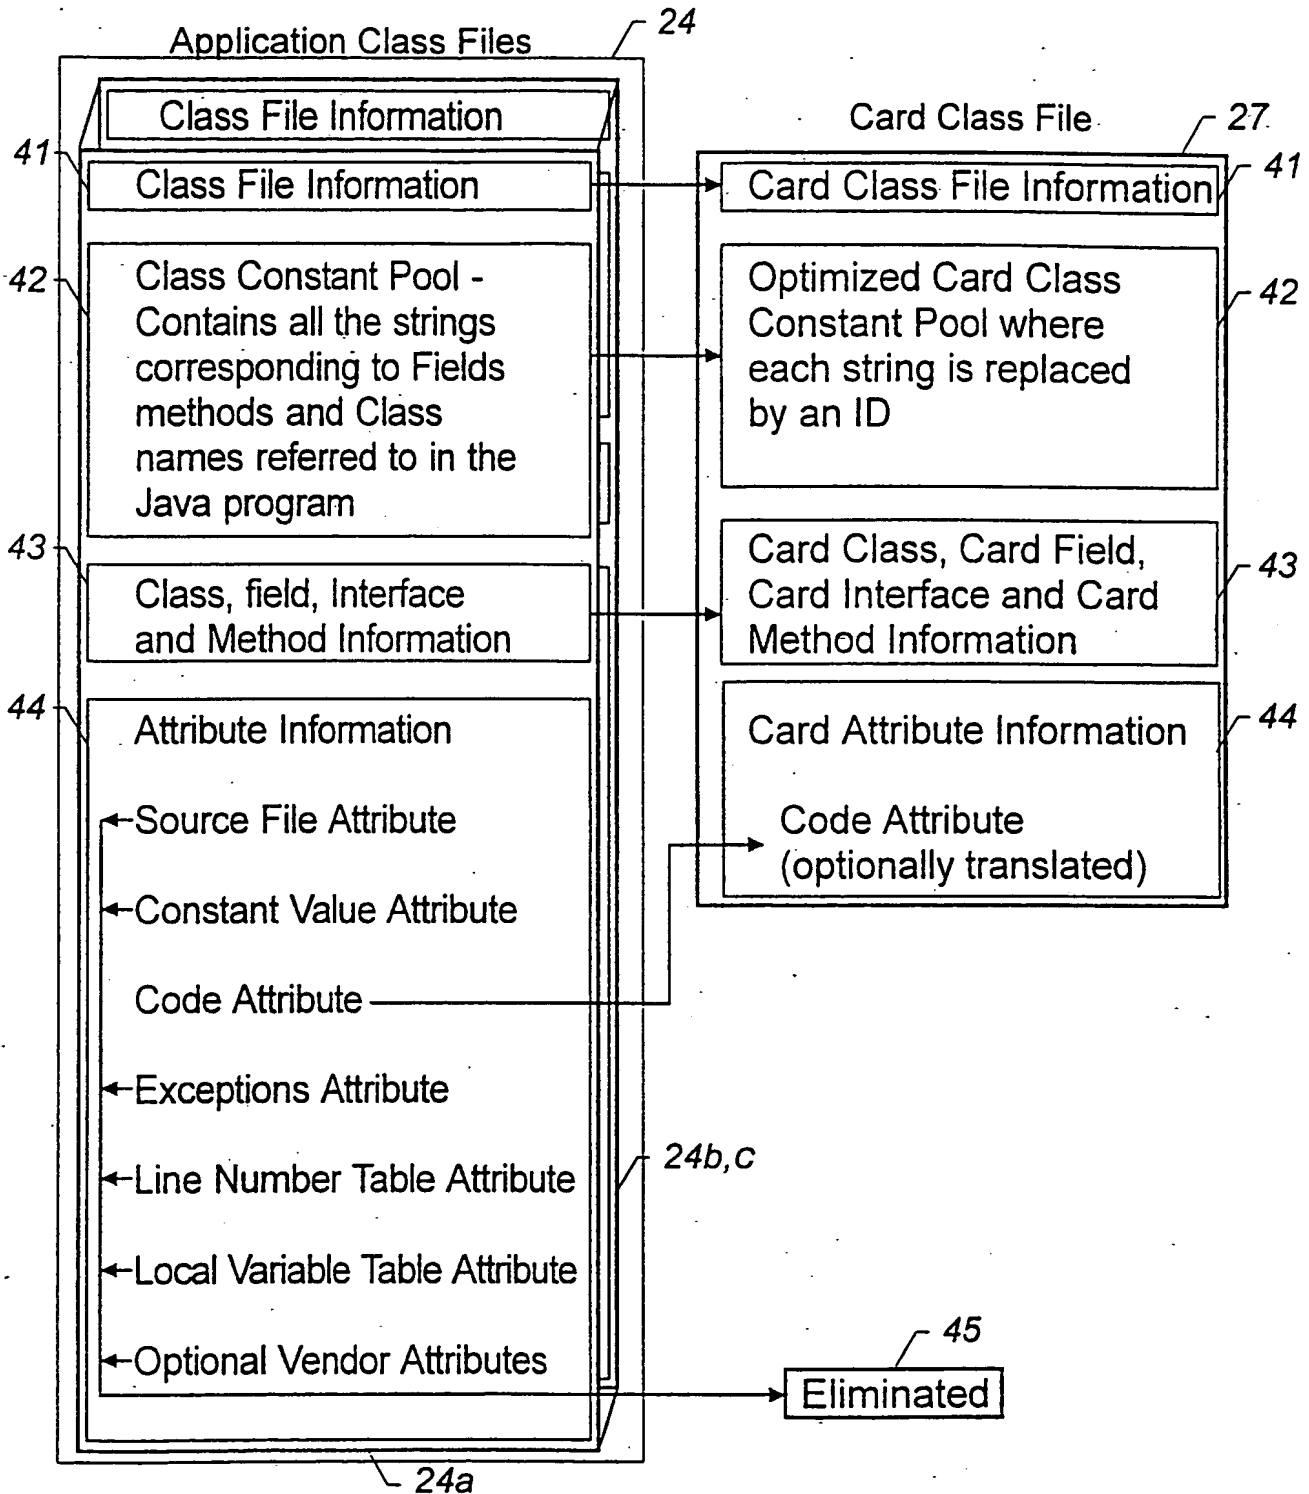 Application Class Files
24
Class File Information
41
Class File Information
42
Class Constant Pool -
Contains all the strings
corresponding to Fields
methods and Class
names referred to in the
Java program
43
Class, field, Interface
and Method Information
44
Attribute Information
Source File Attribute
Constant Value Attribute
Code Attribute
Exceptions Attribute
Line Number Table Attribute
Local Variable Table Attribute
Optional Vendor Attributes
24b,c
24a
Card Class File
27
Card Class File Information
41
Optimized Card Class
Constant Pool where
each string is replaced
by an ID
42
Card Class, Card Field,
Card Interface and Card
Method Information
43
Card Attribute Information
44
Code Attribute
(optionally translated)
45
Eliminated